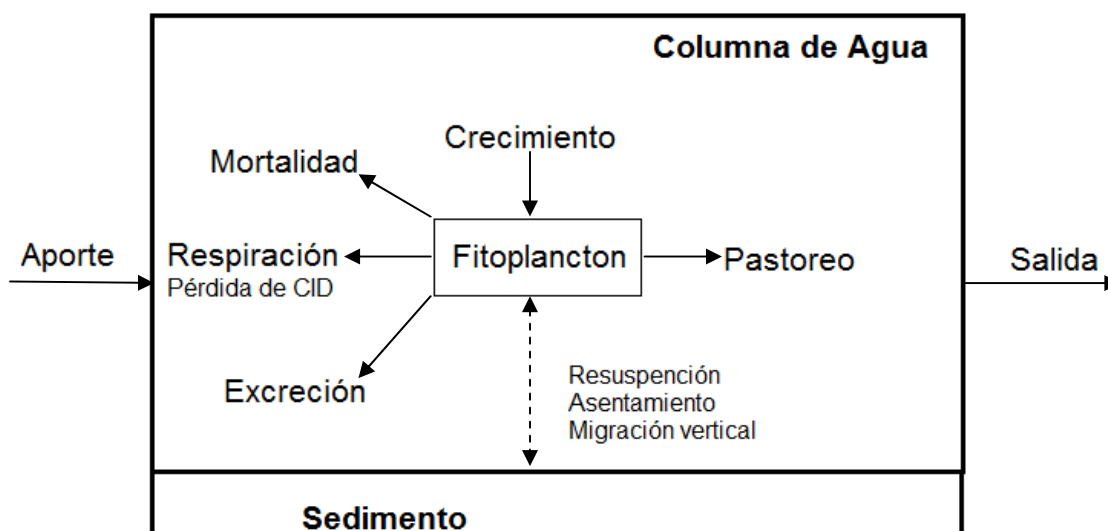 Columna de Agua
Crecimiento
Mortalidad
Aporte
Respiración
Pérdida de CID
Fitoplancton
Pastoreo
Salida
Excreción
Resuspención
Asentamiento
Migración vertical
Sedimento